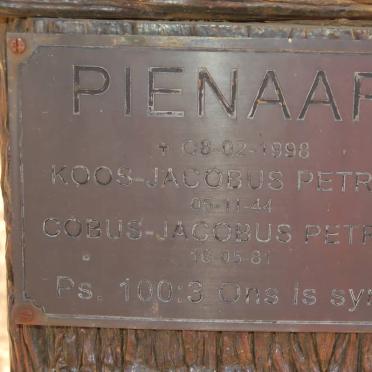 PIENAAR
✝ 08-02-1998
KOOS-JACOBUS PETR
05-11-44
COBUS-JACOBUS PETR
16-05-81
Ps. 100:3 Ons is sy